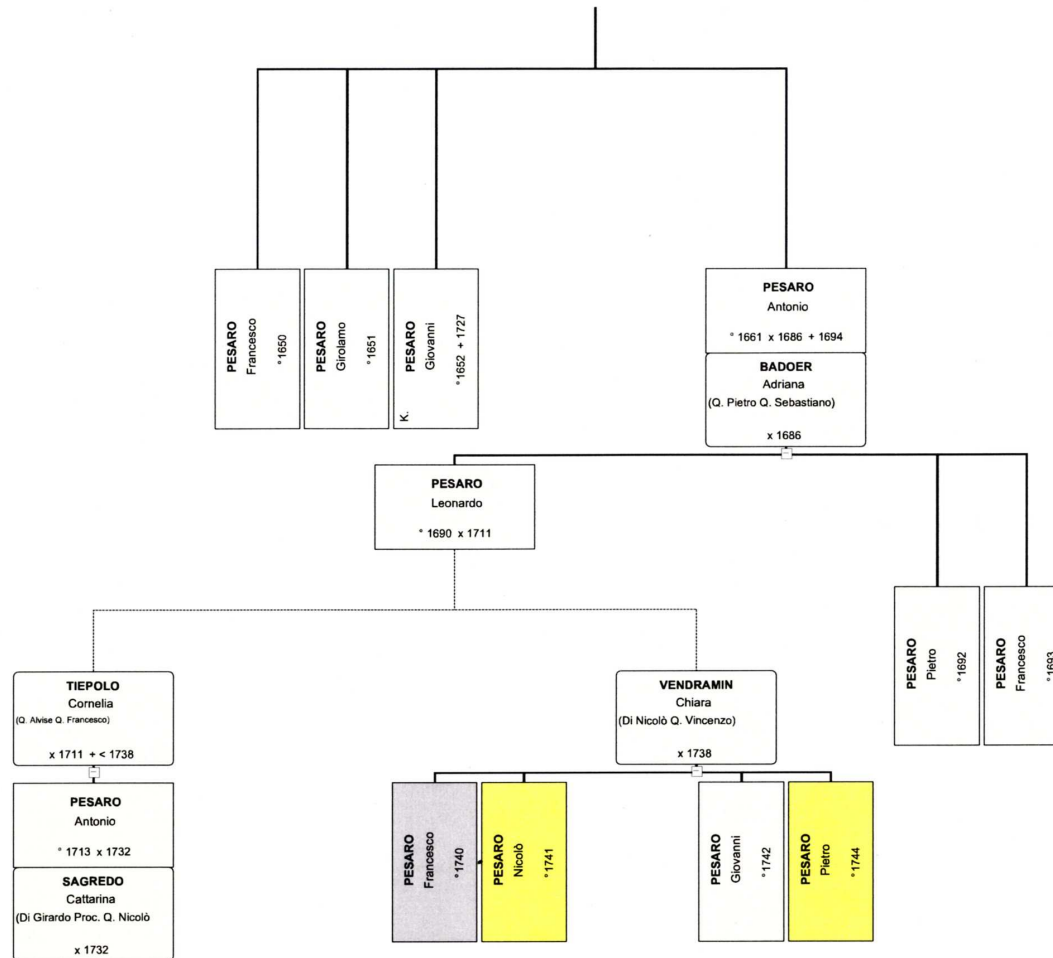 PESARO
Francesco
°1650
PESARO
Girolamo
°1651
PESARO
Giovanni
°1652 + 1727
K.
PESARO
Antonio
° 1661 x 1686 + 1694
BADOER
Adriana
(Q. Pietro Q. Sebastiano)
x 1686
PESARO
Leonardo
° 1690 x 1711
PESARO
Pietro
°1692
PESARO
Francesco
°1693
TIEPOLO
Cornelia
(Q. Alvise Q. Francesco)
x 1711 + < 1738
PESARO
Antonio
° 1713 x 1732
SAGREDO
Cattarina
(Di Girardo Proc. Q. Nicolò
x 1732
VENDRAMIN
Chiara
(Di Nicolò Q. Vincenzo)
x 1738
PESARO
Francesco
°1740
PESARO
Nicolò
°1741
PESARO
Giovanni
°1742
PESARO
Pietro
°1744